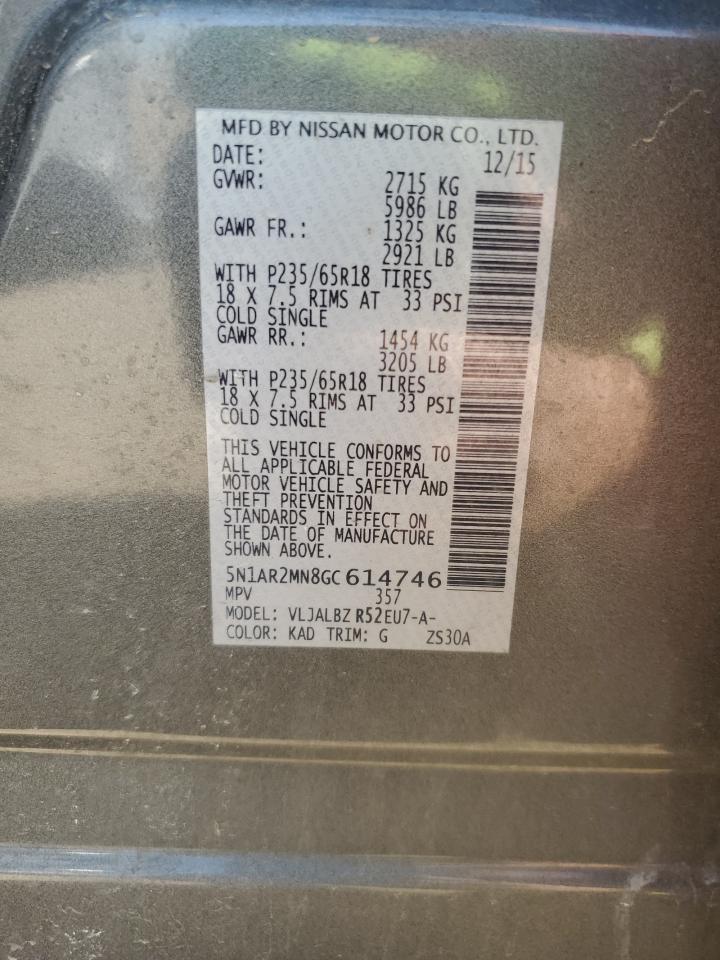 MFD BY NISSAN MOTOR CO., LTD.
DATE: 12/15
GVWR: 2715 KG
5986 LB
GAWR FR.: 1325 KG
2921 LB
WITH P235/65R18 TIRES
18 X 7.5 RIMS AT 33 PSI
COLD SINGLE
GAWR RR.: 1454 KG
3205 LB
WITH P235/65R18 TIRES
18 X 7.5 RIMS AT 33 PSI
COLD SINGLE
THIS VEHICLE CONFORMS TO
ALL APPLICABLE FEDERAL
MOTOR VEHICLE SAFETY AND
THEFT PREVENTION
STANDARDS IN EFFECT ON
THE DATE OF MANUFACTURE
SHOWN ABOVE.
5N1AR2MN8GC614746
MPV 357
MODEL: VLJALBZ R52EU7-A-
COLOR: KAD TRIM: G ZS30A